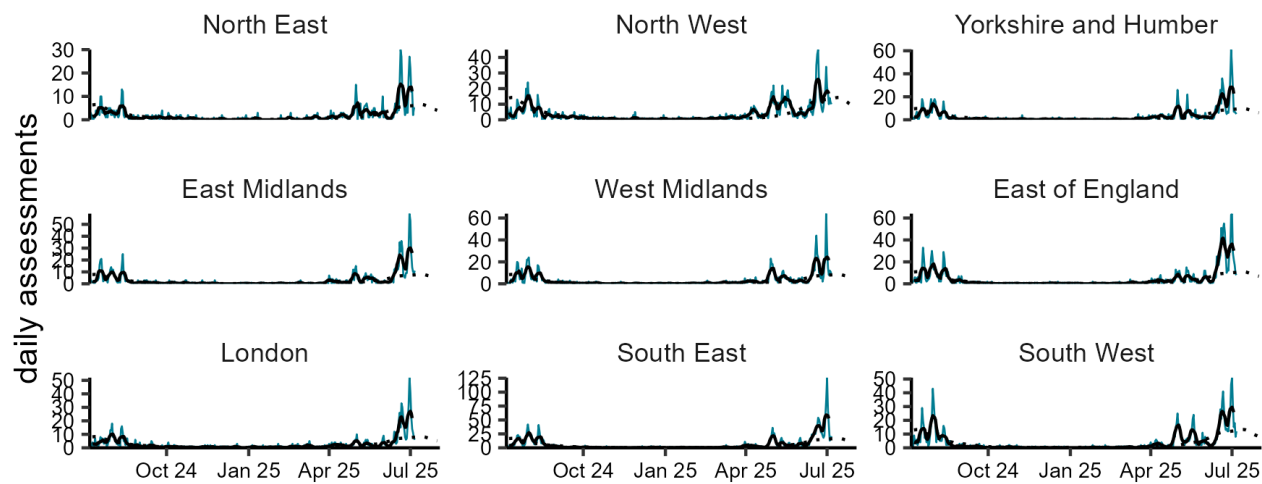 daily assessments
North East North West Yorkshire and Humber
30 40 60
20 30 40
10 20 20
0 10 0
0
East Midlands West Midlands East of England
50 60 60
40 40 40
30 20 20
20 0 0
10
0
London South East South West
50 125 50
40 100 40
30 75 30
20 50 20
10 25 10
0 0 0
Oct 24 Jan 25 Apr 25 Jul 25 Oct 24 Jan 25 Apr 25 Jul 25 Oct 24 Jan 25 Apr 25 Jul 25